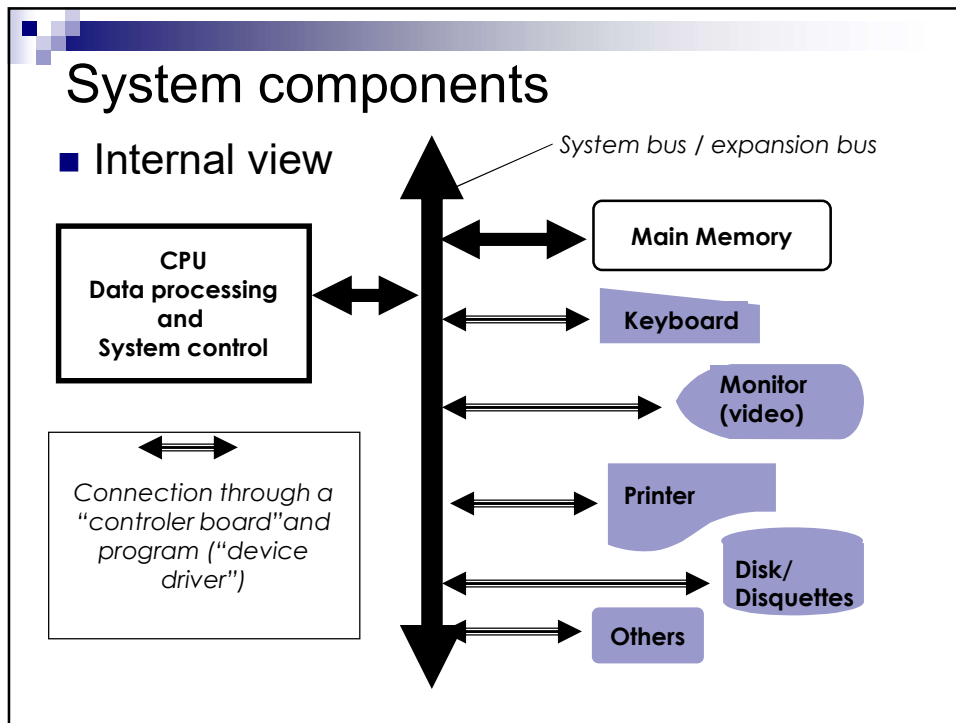 System components
■ Internal view
System bus / expansion bus
CPU
Data processing
and
System control
Main Memory
Keyboard
Monitor
(video)
Connection through a
“controler board”and
program (“device
driver”)
Printer
Disk/
Disquettes
Others